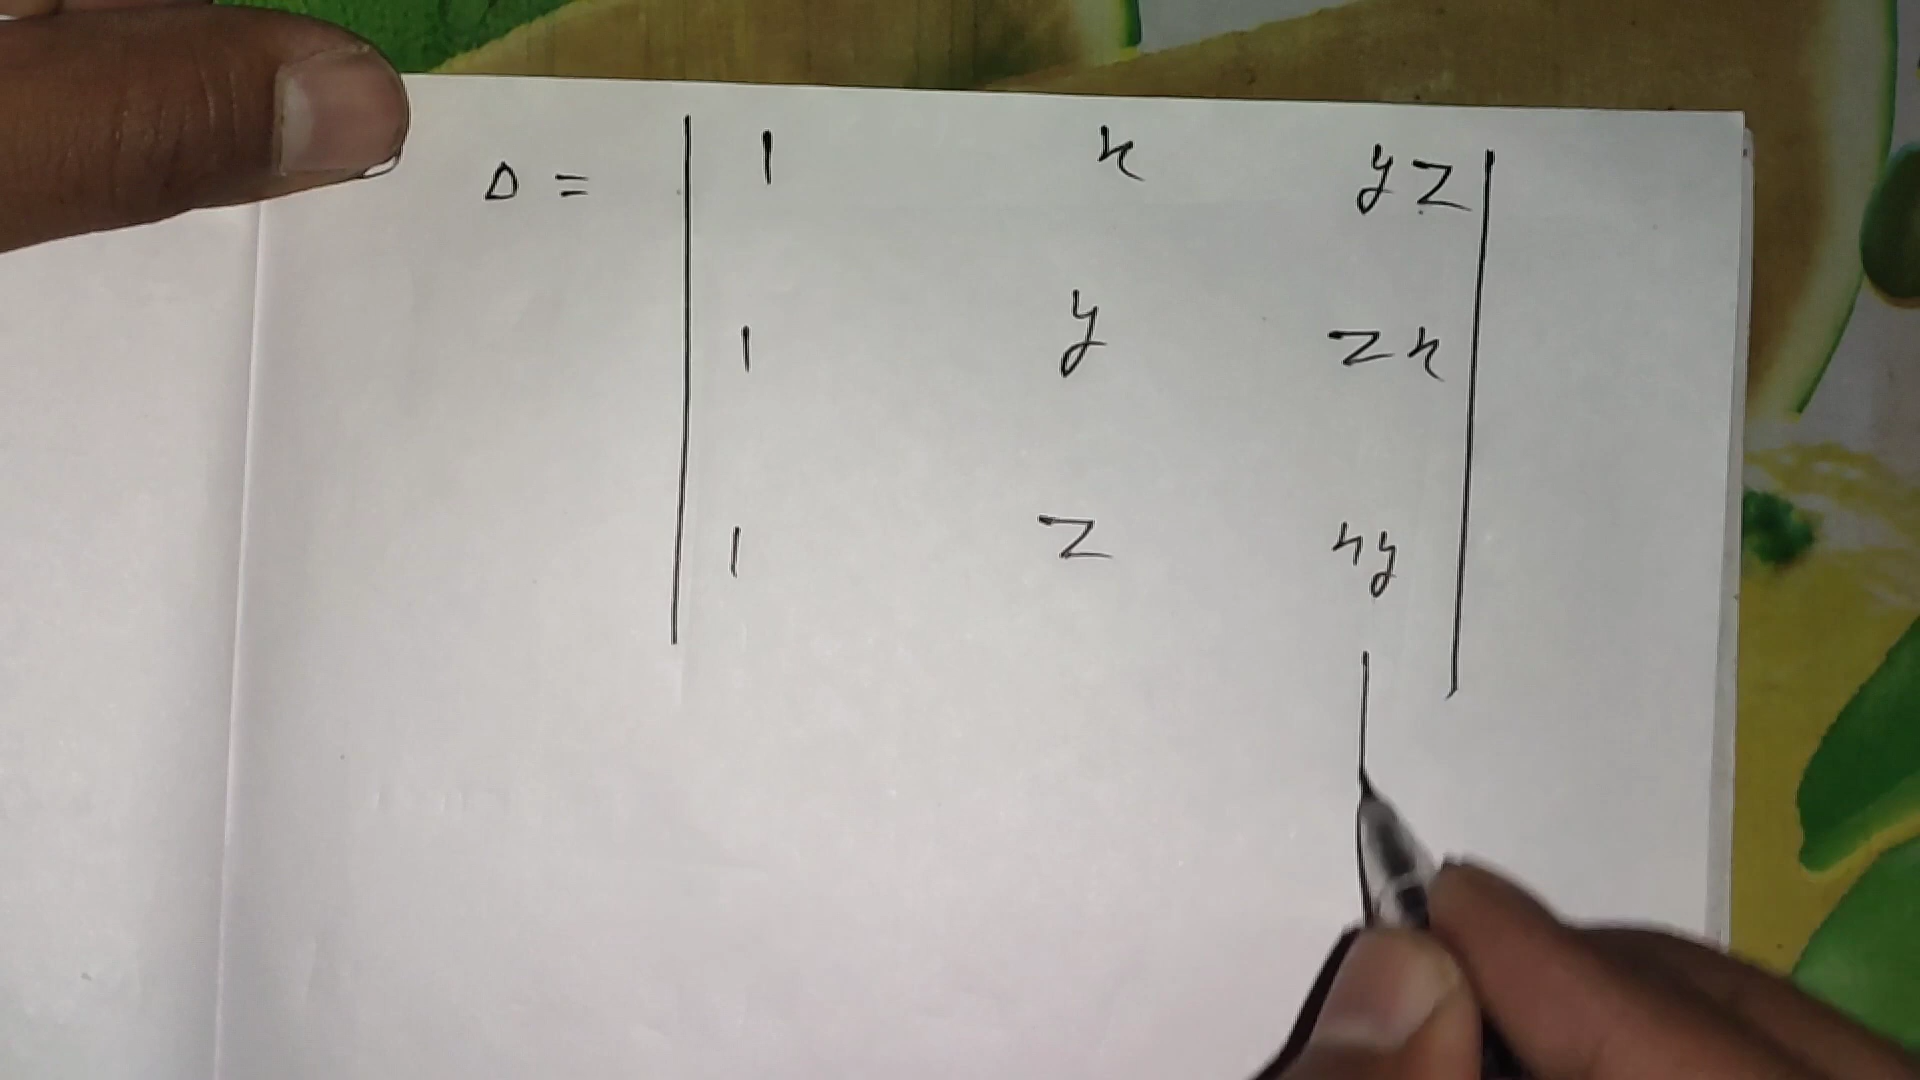 Δ = | 1 x yz |
1 y zx
1 z xy